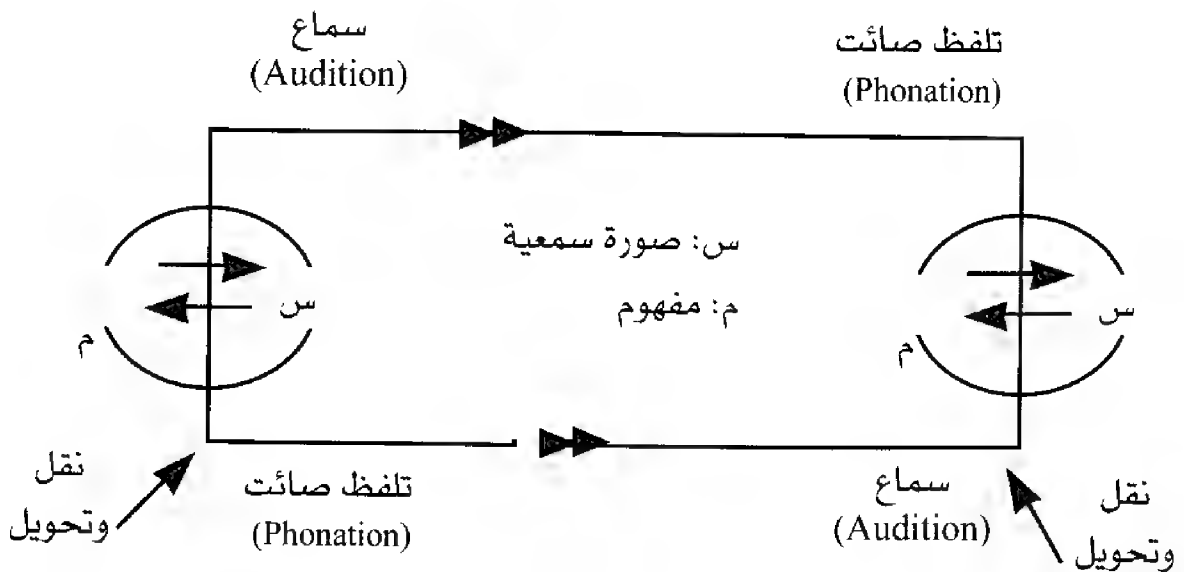 تلفظ صائت
(Phonation)
سماع
(Audition)
س: صورة سمعية
م: مفهوم
س
م
س
م
سماع
(Audition)
تلفظ صائت
(Phonation)
نقل
وتحويل
نقل
وتحويل